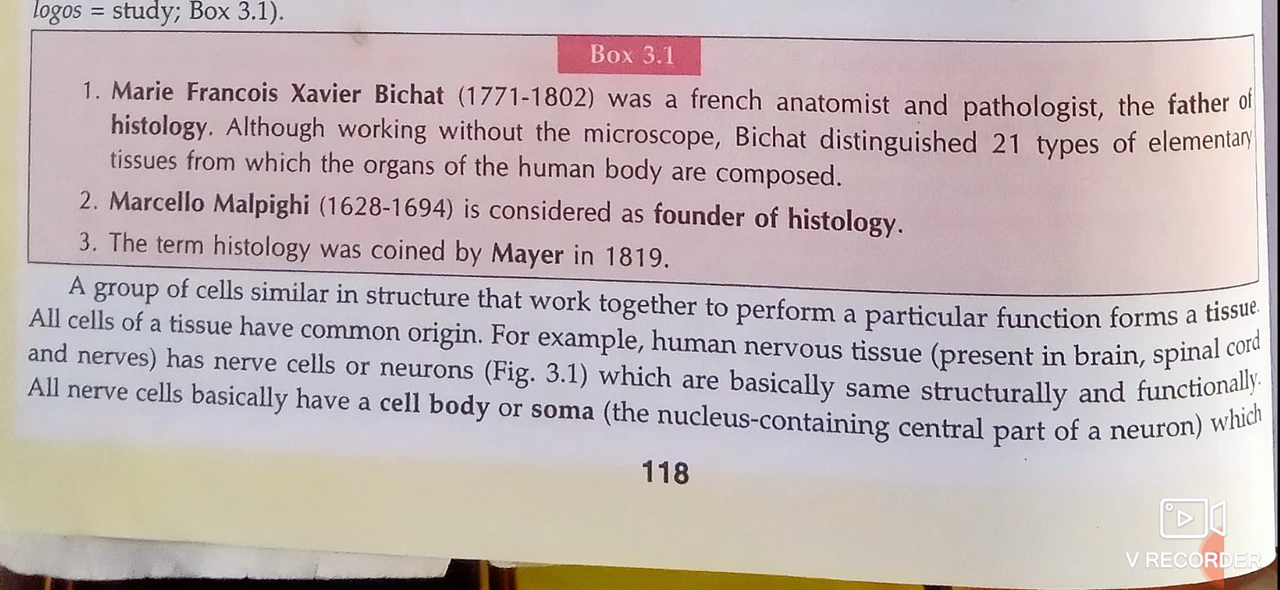 logos = study; Box 3.1).
Box 3.1
1. Marie Francois Xavier Bichat (1771-1802) was a french anatomist and pathologist, the father of
histology. Although working without the microscope, Bichat distinguished 21 types of elementary
tissues from which the organs of the human body are composed.
2. Marcello Malpighi (1628-1694) is considered as founder of histology.
3. The term histology was coined by Mayer in 1819.
A group of cells similar in structure that work together to perform a particular function forms a tissue.
All cells of a tissue have common origin. For example, human nervous tissue (present in brain, spinal cord
and nerves) has nerve cells or neurons (Fig. 3.1) which are basically same structurally and functionally.
All nerve cells basically have a cell body or soma (the nucleus-containing central part of a neuron) which
118
V RECORDER